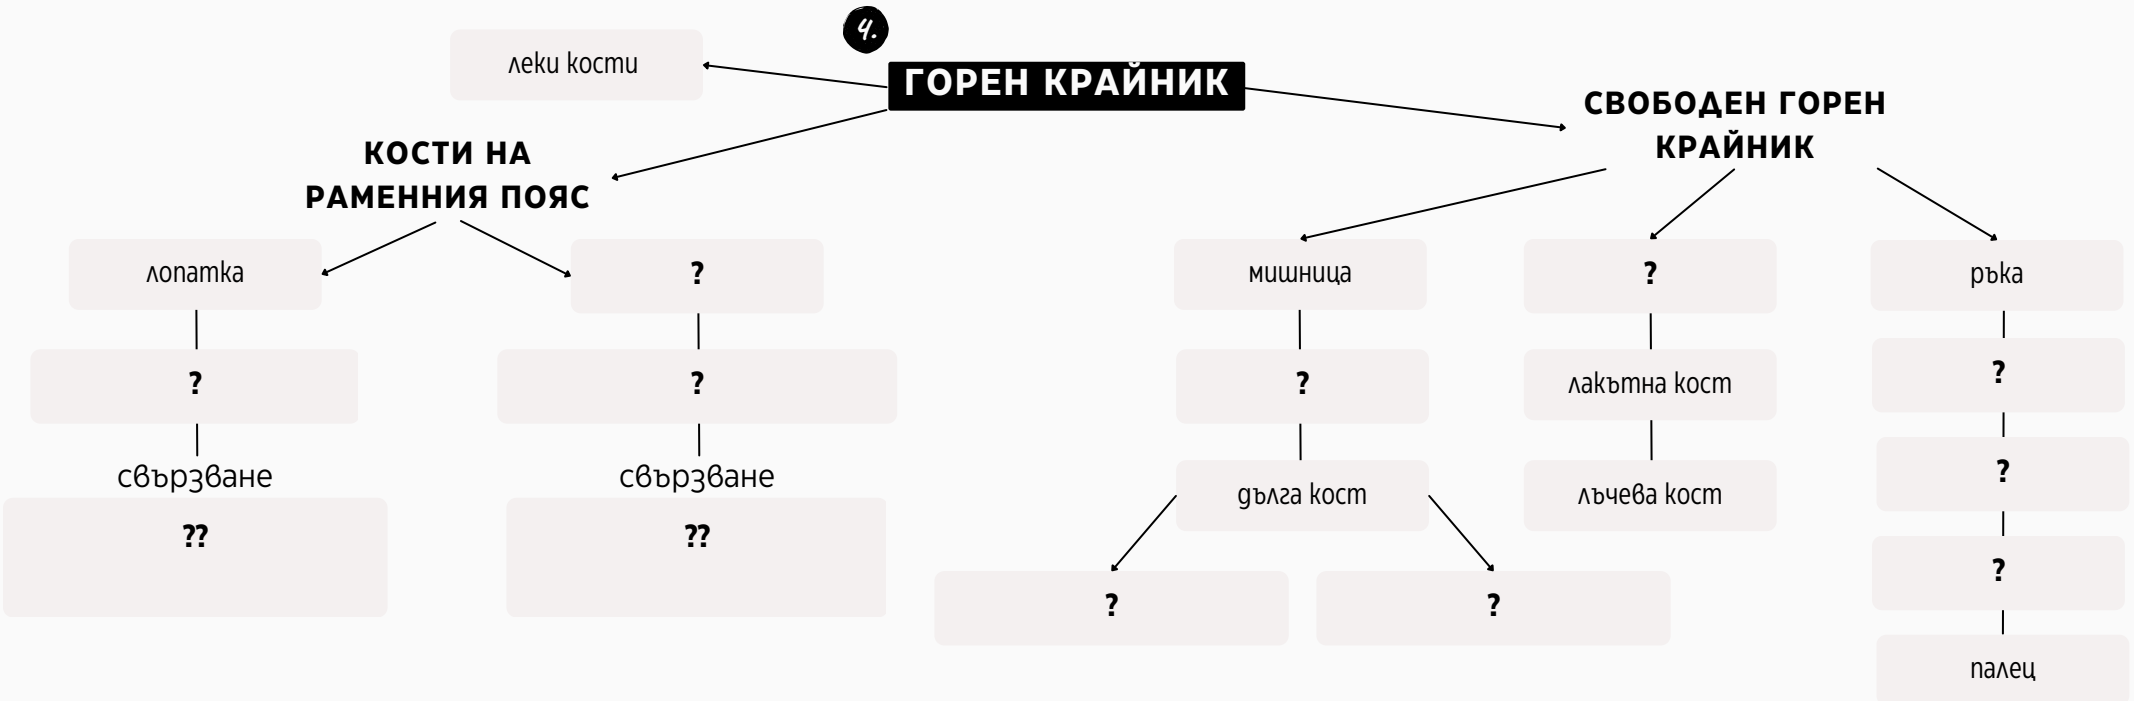 4.
ГОРЕН КРАЙНИК
леки кости
КОСТИ НА
РАМЕННИЯ ПОЯС
лопатка
?
свързване
??
?
?
свързване
??
СВОБОДЕН ГОРЕН
КРАЙНИК
мишница
?
дълга кост
?
?
?
лакътна кост
лъчева кост
ръка
?
?
?
палец